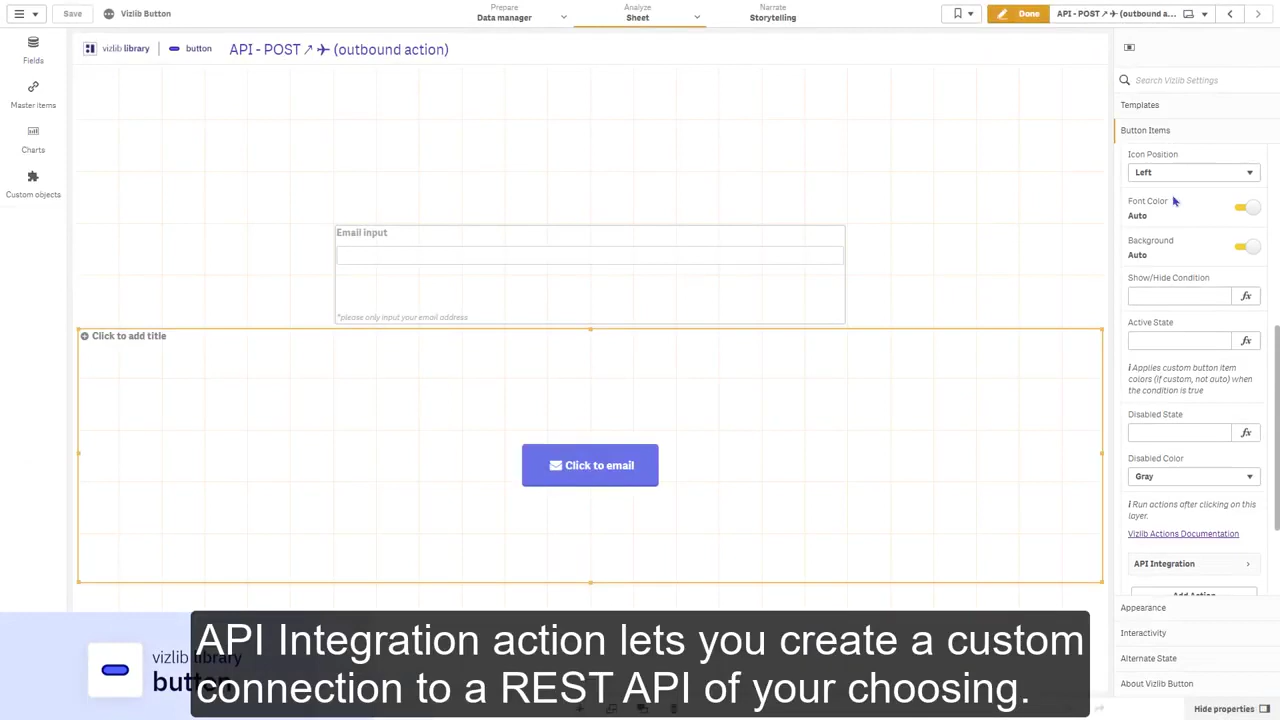 Save
Vizlib Button
Prepare
Data manager
Analyze
Sheet
Narrate
Storytelling
Done
API - POST ↗ ✈ (outbound a...
Fields
Master items
Charts
Custom objects
vizlib library
button
API - POST ↗ ✈ (outbound action)
Email input
*please only input your email address
Click to add title
Click to email
Search Vizlib Settings
Templates
Button Items
Icon Position
Left
Font Color
Auto
Background
Auto
Show/Hide Condition
fx
Active State
fx
i Applies custom button item
colors (if custom, not auto) when
the condition is true
Disabled State
fx
Disabled Color
Gray
i Run actions after clicking on this
layer.
Vizlib Actions Documentation
API Integration
Add Action
Appearance
Interactivity
Alternate State
About Vizlib Button
Hide properties
vizlib library
button
API Integration action lets you create a custom
connection to a REST API of your choosing.